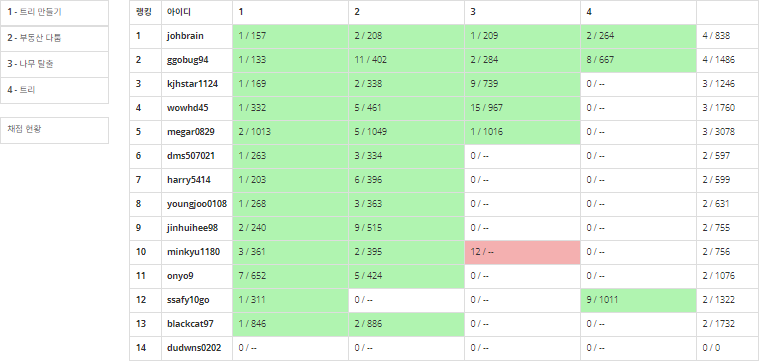 1 - 트리 만들기
2 - 부동산 다툼
3 - 나무 탈출
4 - 트리
채점 현황
랭킹 아이디 1 2 3 4
1 johbrain 1 / 157 2 / 208 1 / 209 2 / 264 4 / 838
2 ggobug94 1 / 133 11 / 402 2 / 284 8 / 667 4 / 1486
3 kjhstar1124 1 / 169 2 / 338 9 / 739 0 / -- 3 / 1246
4 wowhd45 1 / 332 5 / 461 15 / 967 0 / -- 3 / 1760
5 megar0829 2 / 1013 5 / 1049 1 / 1016 0 / -- 3 / 3078
6 dms507021 1 / 263 3 / 334 0 / -- 0 / -- 2 / 597
7 harry5414 1 / 203 6 / 396 0 / -- 0 / -- 2 / 599
8 youngjoo0108 1 / 268 3 / 363 0 / -- 0 / -- 2 / 631
9 jinhuihee98 2 / 240 9 / 515 0 / -- 0 / -- 2 / 755
10 minkyu1180 3 / 361 2 / 395 12 / -- 0 / -- 2 / 756
11 onyo9 7 / 652 5 / 424 0 / -- 0 / -- 2 / 1076
12 ssafy10go 1 / 311 0 / -- 0 / -- 9 / 1011 2 / 1322
13 blackcat97 1 / 846 2 / 886 0 / -- 0 / -- 2 / 1732
14 dudwns0202 0 / -- 0 / -- 0 / -- 0 / -- 0 / 0